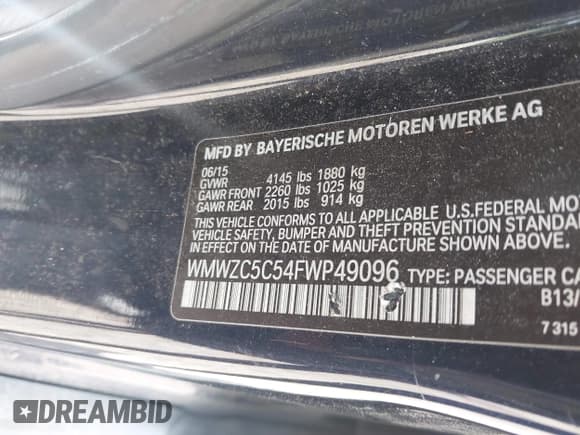 MFD BY BAYERISCHE MOTOREN WERKE AG
06/15
GVWR 4145 lbs 1880 kg
GAWR FRONT 2260 lbs 1025 kg
GAWR REAR 2015 lbs 914 kg
THIS VEHICLE CONFORMS TO ALL APPLICABLE U.S.FEDERAL MOT
VEHICLE SAFETY, BUMPER AND THEFT PREVENTION STANDA
IN EFFECT ON THE DATE OF MANUFACTURE SHOWN ABOVE.
WMWZC5C54FWP49096 TYPE: PASSENGER CA
B13
7 315
DREAMBID